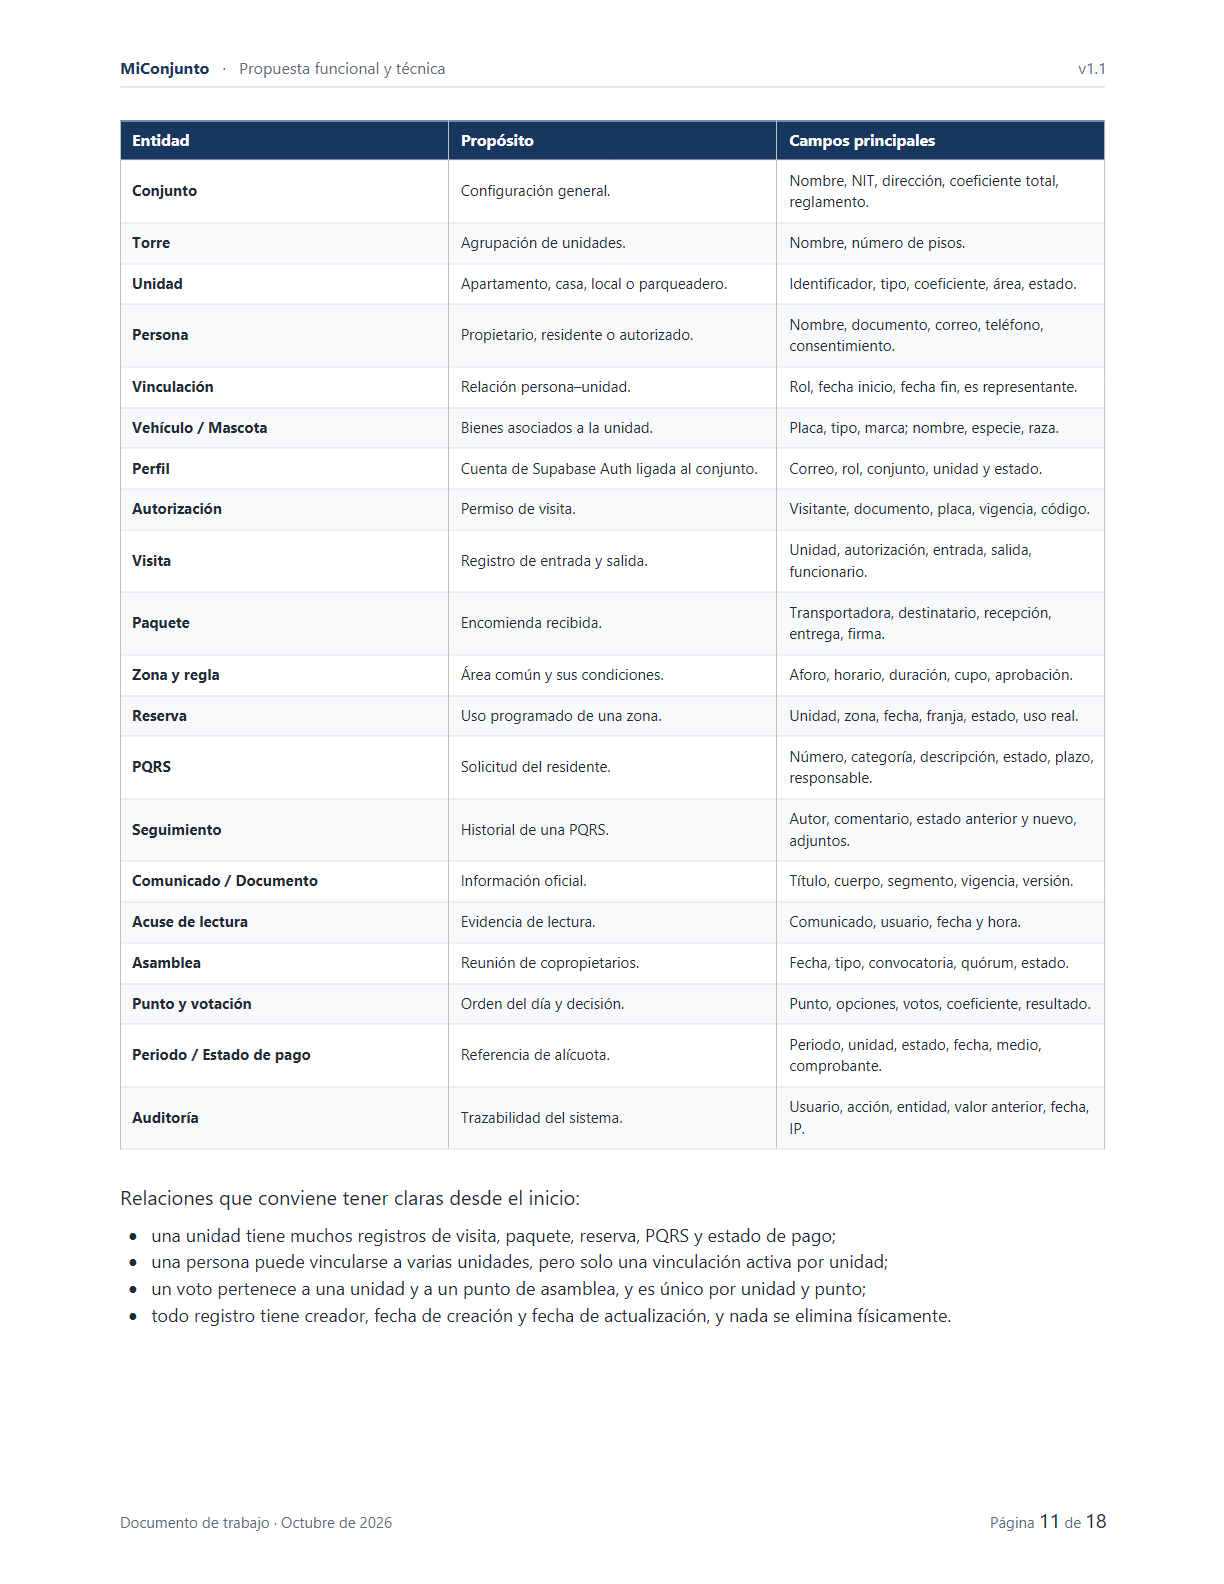 MiConjunto · Propuesta funcional y técnica v1.1
Entidad Propósito Campos principales
Conjunto Configuración general. Nombre, NIT, dirección, coeficiente total,
reglamento.
Torre Agrupación de unidades. Nombre, número de pisos.
Unidad Apartamento, casa, local o parqueadero. Identificador, tipo, coeficiente, área, estado.
Persona Propietario, residente o autorizado. Nombre, documento, correo, teléfono,
consentimiento.
Vinculación Relación persona–unidad. Rol, fecha inicio, fecha fin, es representante.
Vehículo / Mascota Bienes asociados a la unidad. Placa, tipo, marca; nombre, especie, raza.
Perfil Cuenta de Supabase Auth ligada al conjunto. Correo, rol, conjunto, unidad y estado.
Autorización Permiso de visita. Visitante, documento, placa, vigencia, código.
Visita Registro de entrada y salida. Unidad, autorización, entrada, salida,
funcionario.
Paquete Encomienda recibida. Transportadora, destinatario, recepción,
entrega, firma.
Zona y regla Área común y sus condiciones. Aforo, horario, duración, cupo, aprobación.
Reserva Uso programado de una zona. Unidad, zona, fecha, franja, estado, uso real.
PQRS Solicitud del residente. Número, categoría, descripción, estado, plazo,
responsable.
Seguimiento Historial de una PQRS. Autor, comentario, estado anterior y nuevo,
adjuntos.
Comunicado / Documento Información oficial. Título, cuerpo, segmento, vigencia, versión.
Acuse de lectura Evidencia de lectura. Comunicado, usuario, fecha y hora.
Asamblea Reunión de copropietarios. Fecha, tipo, convocatoria, quórum, estado.
Punto y votación Orden del día y decisión. Punto, opciones, votos, coeficiente, resultado.
Periodo / Estado de pago Referencia de alícuota. Periodo, unidad, estado, fecha, medio,
comprobante.
Auditoría Trazabilidad del sistema. Usuario, acción, entidad, valor anterior, fecha,
IP.
Relaciones que conviene tener claras desde el inicio:
• una unidad tiene muchos registros de visita, paquete, reserva, PQRS y estado de pago;
• una persona puede vincularse a varias unidades, pero solo una vinculación activa por unidad;
• un voto pertenece a una unidad y a un punto de asamblea, y es único por unidad y punto;
• todo registro tiene creador, fecha de creación y fecha de actualización, y nada se elimina físicamente.
Documento de trabajo · Octubre de 2026 Página 11 de 18